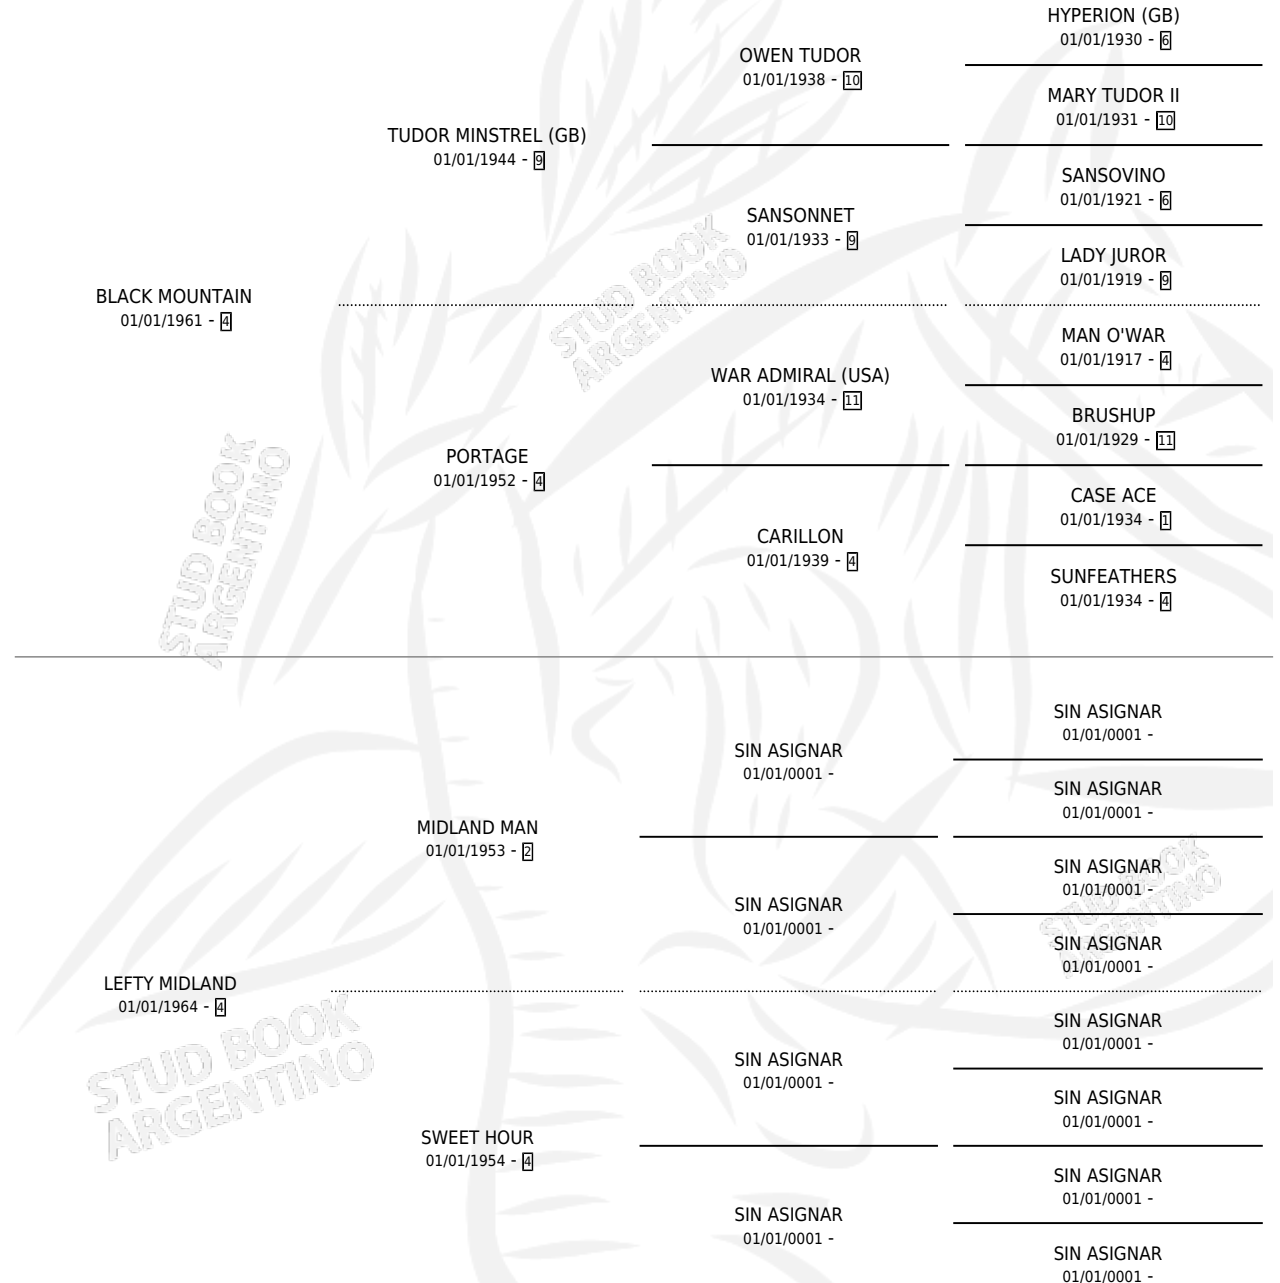 HYPERION (GB)
01/01/1930 - 6
OWEN TUDOR
01/01/1938 - 10
MARY TUDOR II
01/01/1931 - 10
TUDOR MINSTREL (GB)
01/01/1944 - 9
SANSOVINO
01/01/1921 - 6
SANSONNET
01/01/1933 - 9
LADY JUROR
01/01/1919 - 9
BLACK MOUNTAIN
01/01/1961 - 4
MAN O'WAR
01/01/1917 - 4
WAR ADMIRAL (USA)
01/01/1934 - 11
BRUSHUP
01/01/1929 - 11
PORTAGE
01/01/1952 - 4
CASE ACE
01/01/1934 - 1
CARILLON
01/01/1939 - 4
SUNFEATHERS
01/01/1934 - 4
STUD BOOK
ARGENTINO
STUD BOOK
ARGENTINO
SIN ASIGNAR
01/01/0001 -
SIN ASIGNAR
01/01/0001 -
SIN ASIGNAR
01/01/0001 -
MIDLAND MAN
01/01/1953 - 2
SIN ASIGNAR
01/01/0001 -
SIN ASIGNAR
01/01/0001 -
SIN ASIGNAR
01/01/0001 -
STUD BOOK
ARGENTINO
LEFTY MIDLAND
01/01/1964 - 4
SIN ASIGNAR
01/01/0001 -
SIN ASIGNAR
01/01/0001 -
SIN ASIGNAR
01/01/0001 -
SWEET HOUR
01/01/1954 - 4
SIN ASIGNAR
01/01/0001 -
SIN ASIGNAR
01/01/0001 -
SIN ASIGNAR
01/01/0001 -
STUD BOOK
ARGENTINO